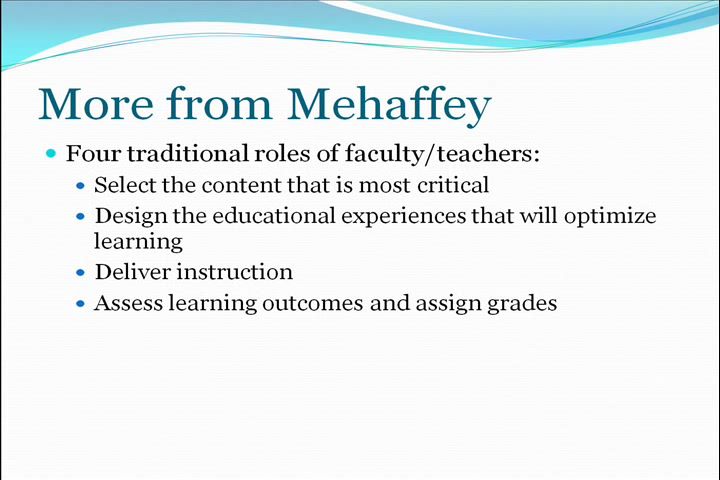 More from Mehaffey
Four traditional roles of faculty/teachers:
Select the content that is most critical
Design the educational experiences that will optimize
learning
Deliver instruction
Assess learning outcomes and assign grades